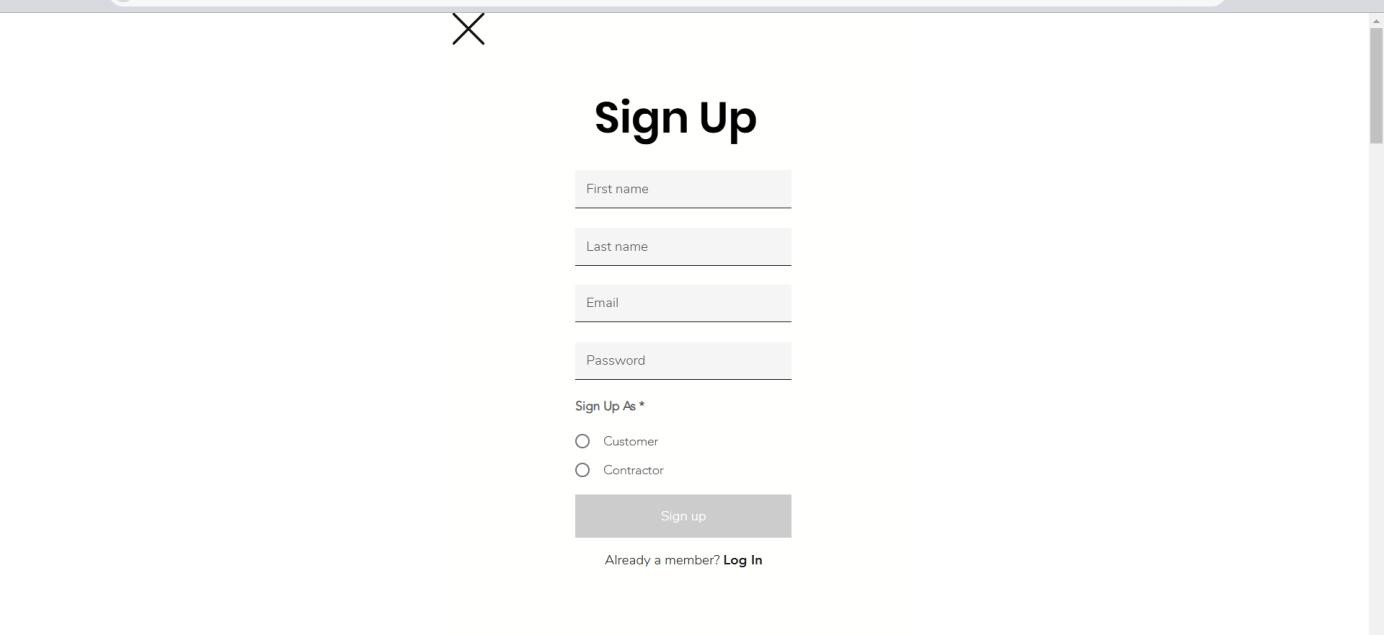 Sign Up
First name
Last name
Email
Password
Sign Up As *
Customer
Contractor
Sign up
Already a member? Log In